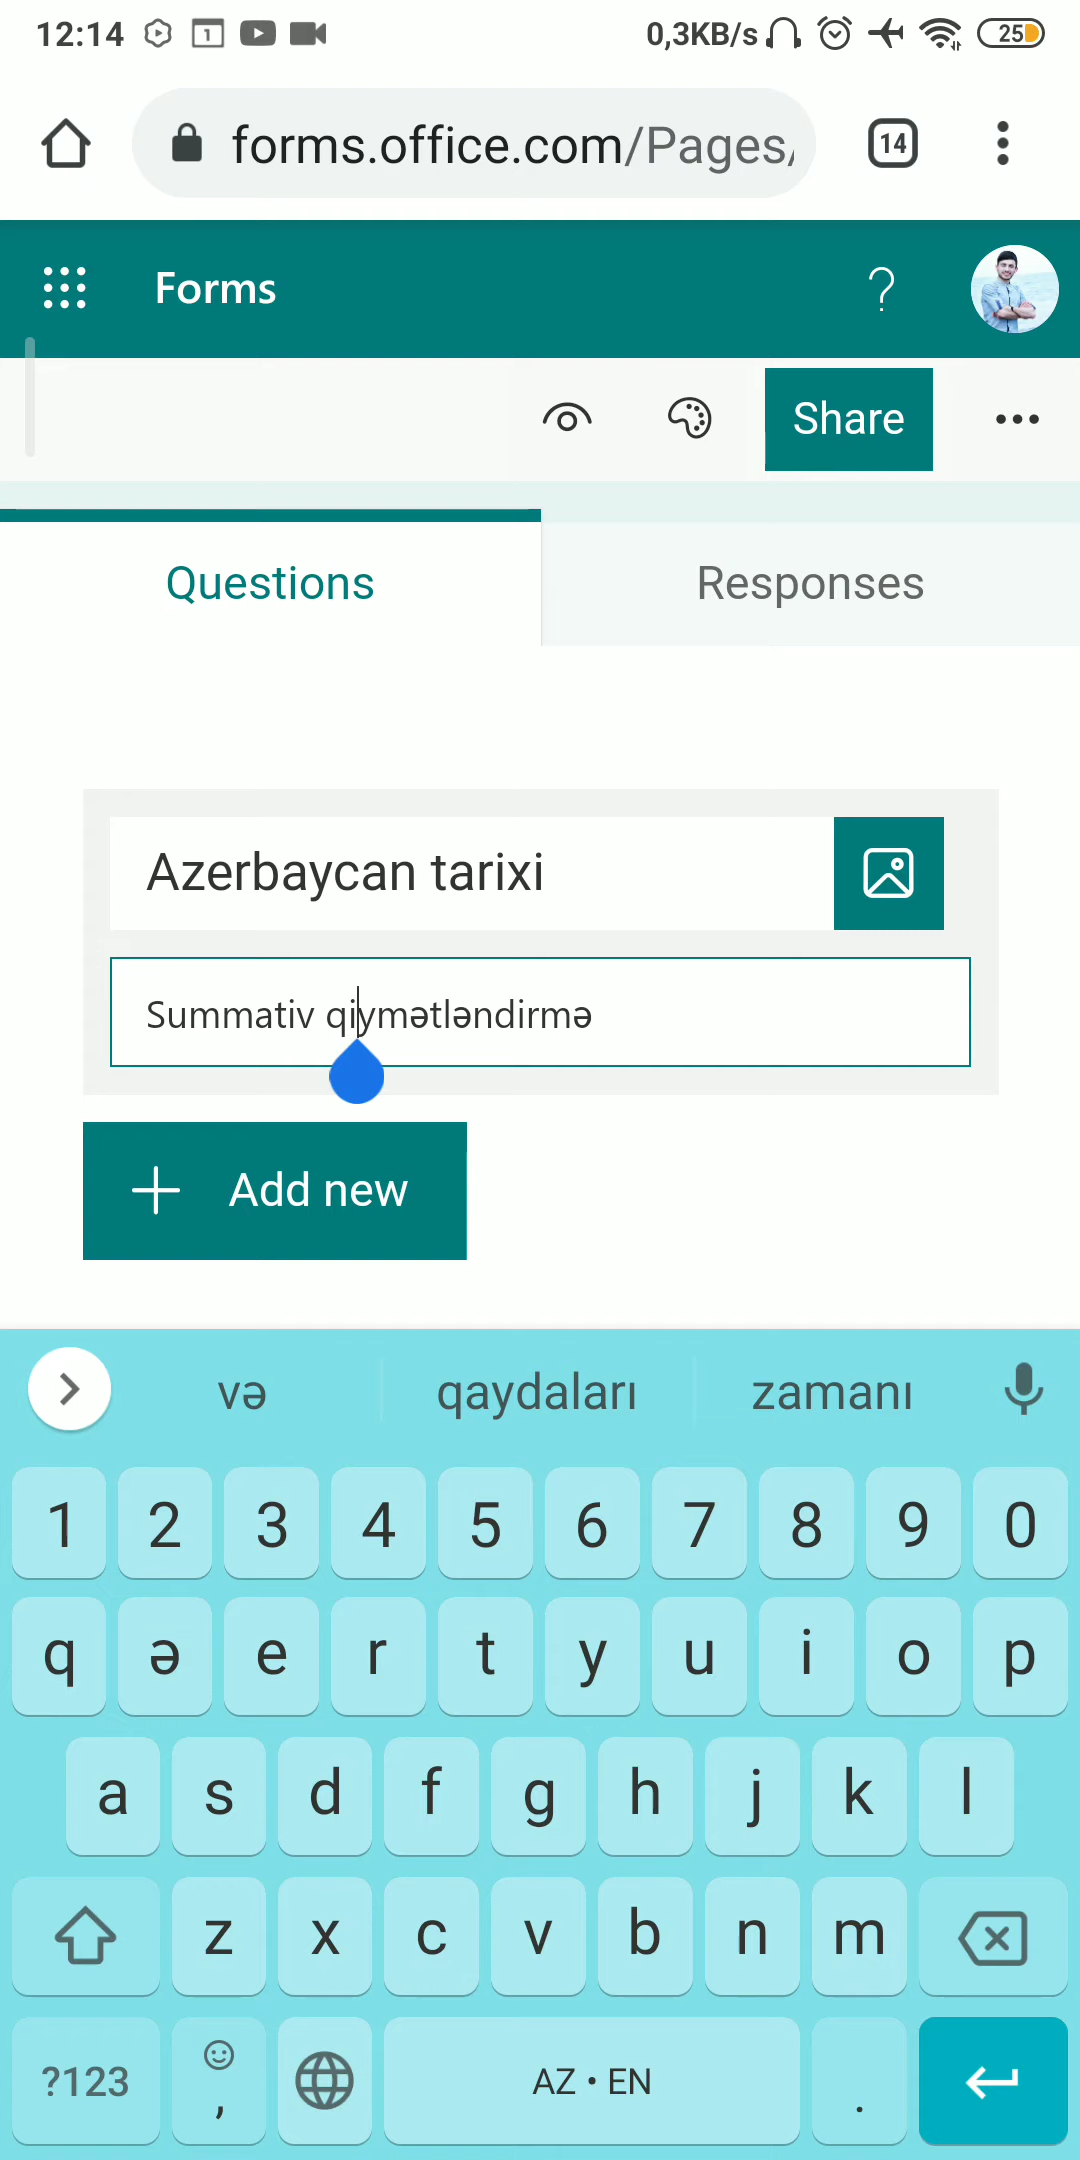 12:14 1 0,3KB/s 25
forms.office.com/Pages/ 14
Forms ?
Share
Questions Responses
Azerbaycan tarixi
Summativ qiymətləndirmə
+ Add new
və qaydaları zamanı
1 2 3 4 5 6 7 8 9 0
q ə e r t y u i o p
a s d f g h j k l
z x c v b n m
?123 , AZ • EN .